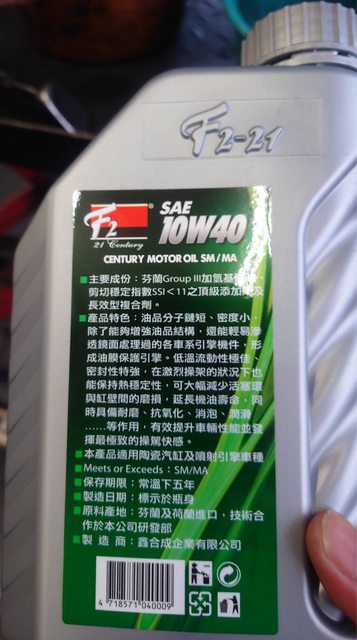 F2-21
F2
21 Century
SAE
10W40
CENTURY MOTOR OIL SM/MA
■主要成份:芬蘭Group III加氫基
剪切穩定指數SSI<11之頂級添加劑及
長效型複合劑。
■產品特色:油品分子鏈短、密度小,
除了能夠增強油品結構,還能輕易滲
透鏡面處理過的各車系引擎機件,形
成油膜保護引擎。低溫流動性極佳、
密封性特強,在激烈操架的狀況下也
能保持熱穩定性,可大幅減少活塞環
與缸壁間的磨損,延長機油壽命,同
時具備耐磨、抗氧化、消泡、潤滑
……等作用,有效提升車輛性能並發
揮最極致的操駕快感。
■本產品適用陶瓷汽缸及噴射引擎車種
■Meets or Exceeds:SM/MA
■保存期限:常溫下五年
■製造日期:標示於瓶身
■原料產地:芬蘭及荷蘭進口,技術合
作於本公司研發部
■製造商:鑫合成企業有限公司
4 718571 040009